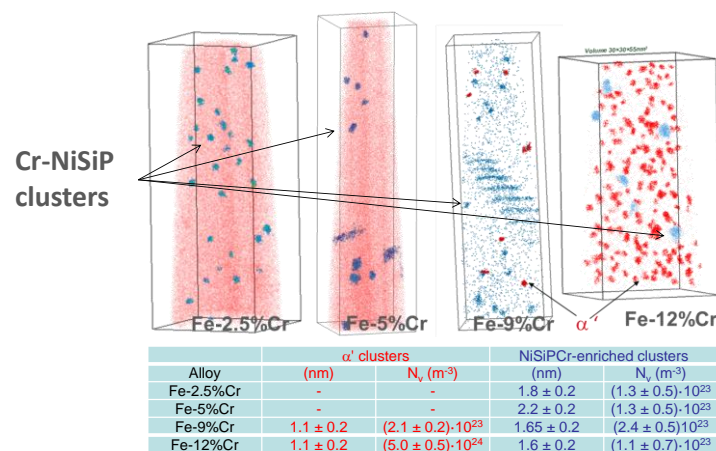 Volume 30×30×65nm³
Cr-NiSiP
clusters
Fe-2.5%Cr Fe-5%Cr Fe-9%Cr α' Fe-12%Cr
α' clusters NiSiPCr-enriched clusters
Alloy (nm) Nᵥ (m⁻³) (nm) Nᵥ (m⁻³)
Fe-2.5%Cr - - 1.8 ± 0.2 (1.3 ± 0.5)·10²³
Fe-5%Cr - - 2.2 ± 0.2 (1.3 ± 0.5)·10²³
Fe-9%Cr 1.1 ± 0.2 (2.1 ± 0.2)·10²³ 1.65 ± 0.2 (2.4 ± 0.5)10²³
Fe-12%Cr 1.1 ± 0.2 (5.0 ± 0.5)·10²⁴ 1.6 ± 0.2 (1.1 ± 0.7)·10²³